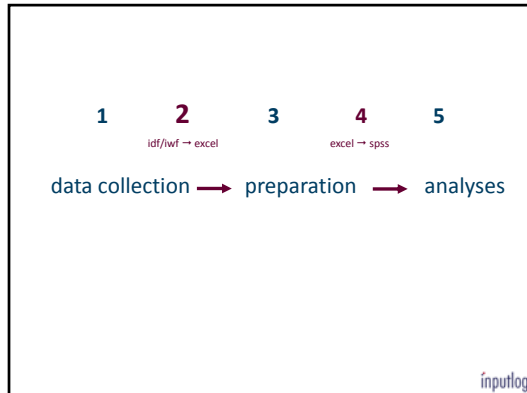 1 2 3 4 5
idf/iwf → excel excel → spss
data collection → preparation → analyses
inputlog